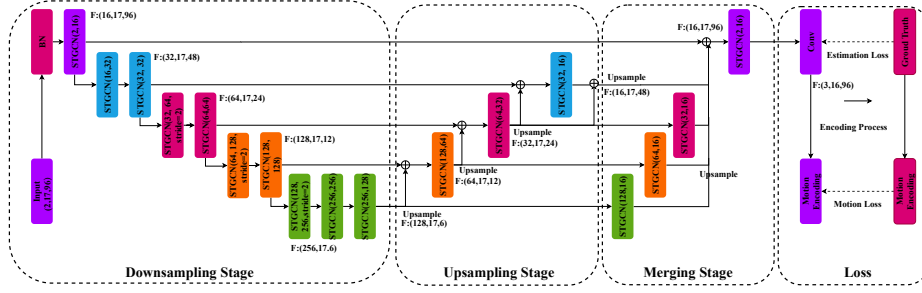 BN
Input
(2,17,96)
STGCN(2,16)
F:(16,17,96)
STGCN(16,32)
STGCN(32, 32)
F:(32,17,48)
STGCN(32, 64,
stride=2)
STGCN(64,64)
F:(64,17,24)
STGCN(64, 128,
stride=2)
STGCN(128,
128)
F:(128,17,12)
STGCN(128,
256,stride=2)
STGCN(256,256)
STGCN(256,128)
F:(256,17.6)
Downsampling Stage
Upsample
F:(128,17.6)
STGCN(128,64)
Upsample
F:(64,17,12)
STGCN(64,32)
Upsample
F:(32,17,24)
STGCN(32, 16)
Upsample
F:(16,17,48)
Upsampling Stage
STGCN(128,16)
STGCN(64,16)
STGCN(32,16)
Upsample
F:(16,17,96)
STGCN(2,16)
Merging Stage
Conv
Estimation Loss
Ground Truth
F:(3,16,96)
Encoding Process
Motion
Encoding
Motion Loss
Motion
Encoding
Loss